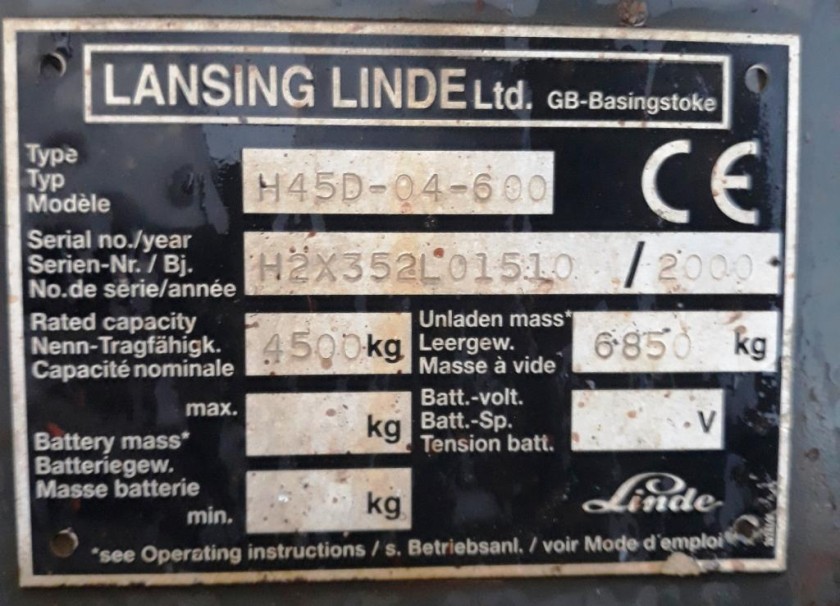 LANSING LINDE Ltd. GB-Basingstoke
Type
Typ
Modèle
H45D-04-600
CE
Serial no./year
Serien-Nr. / Bj.
No.de série/année
H2X352L01510 / 2000
Rated capacity
Nenn-Tragfähigk.
Capacité nominale
4500 kg
Unladen mass*
Leergew.
Masse à vide
6850 kg
max.
kg
Battery mass*
Batteriegew.
Masse batterie
min.
kg
Batt.-volt.
Batt.-Sp.
Tension batt.
V
Linde
*see Operating instructions / s. Betriebsanl. / voir Mode d'emploi